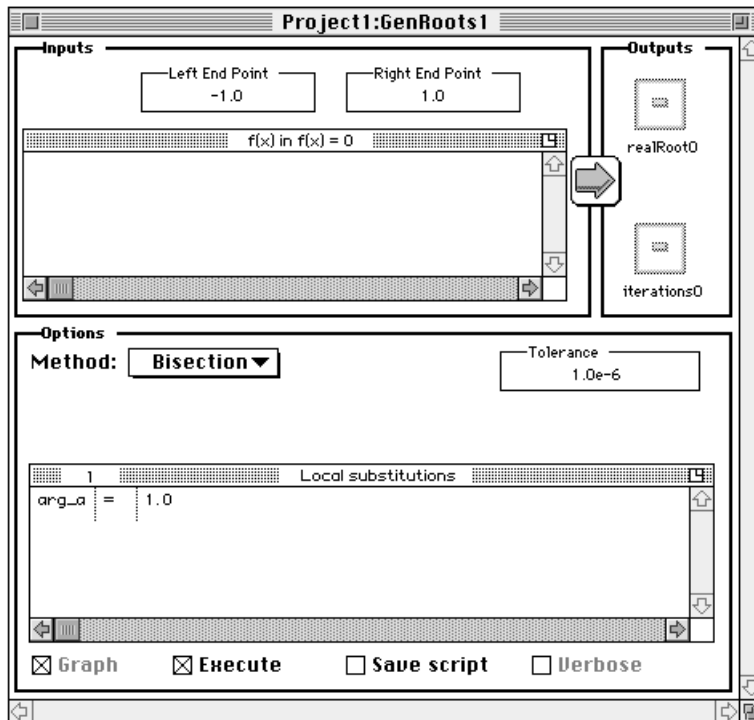 Project1:GenRoots1
Inputs
Outputs
Left End Point
-1.0
Right End Point
1.0
f(x) in f(x) = 0
realRoot0
iterations0
Options
Method: Bisection
Tolerance
1.0e-6
1 Local substitutions
arg_a = 1.0
Graph Execute Save script Verbose